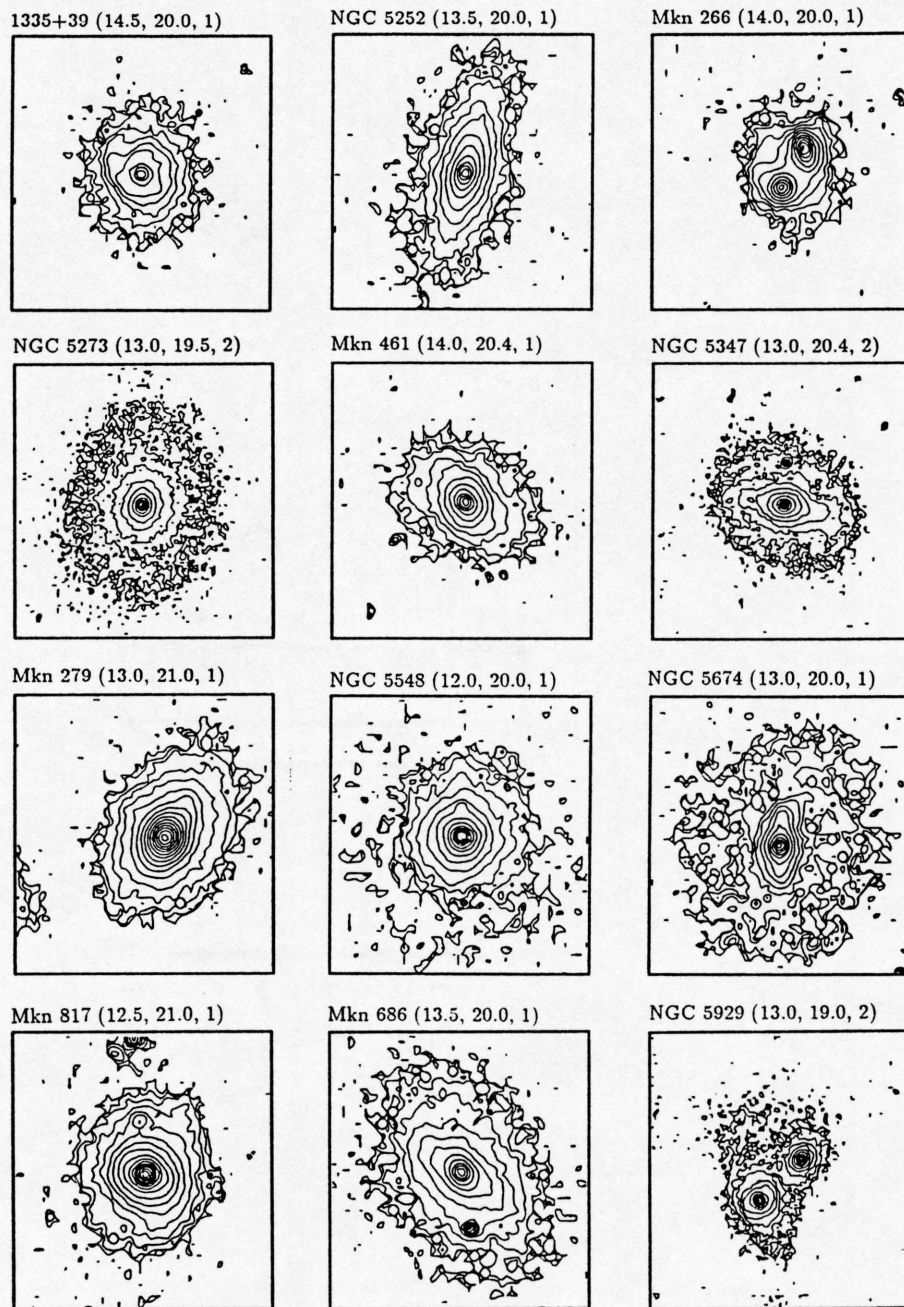 1335+39 (14.5, 20.0, 1)
NGC 5252 (13.5, 20.0, 1)
Mkn 266 (14.0, 20.0, 1)
NGC 5273 (13.0, 19.5, 2)
Mkn 461 (14.0, 20.4, 1)
NGC 5347 (13.0, 20.4, 2)
Mkn 279 (13.0, 21.0, 1)
NGC 5548 (12.0, 20.0, 1)
NGC 5674 (13.0, 20.0, 1)
Mkn 817 (12.5, 21.0, 1)
Mkn 686 (13.5, 20.0, 1)
NGC 5929 (13.0, 19.0, 2)